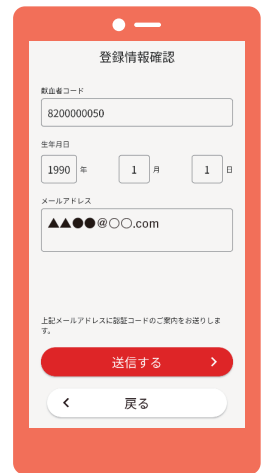 登録情報確認
献血者コード
8200000050
生年月日
1990 年 1 月 1 日
メールアドレス
▲▲●●@〇〇.com
上記メールアドレスに認証コードのご案内をお送りしま
す。
送信する
戻る